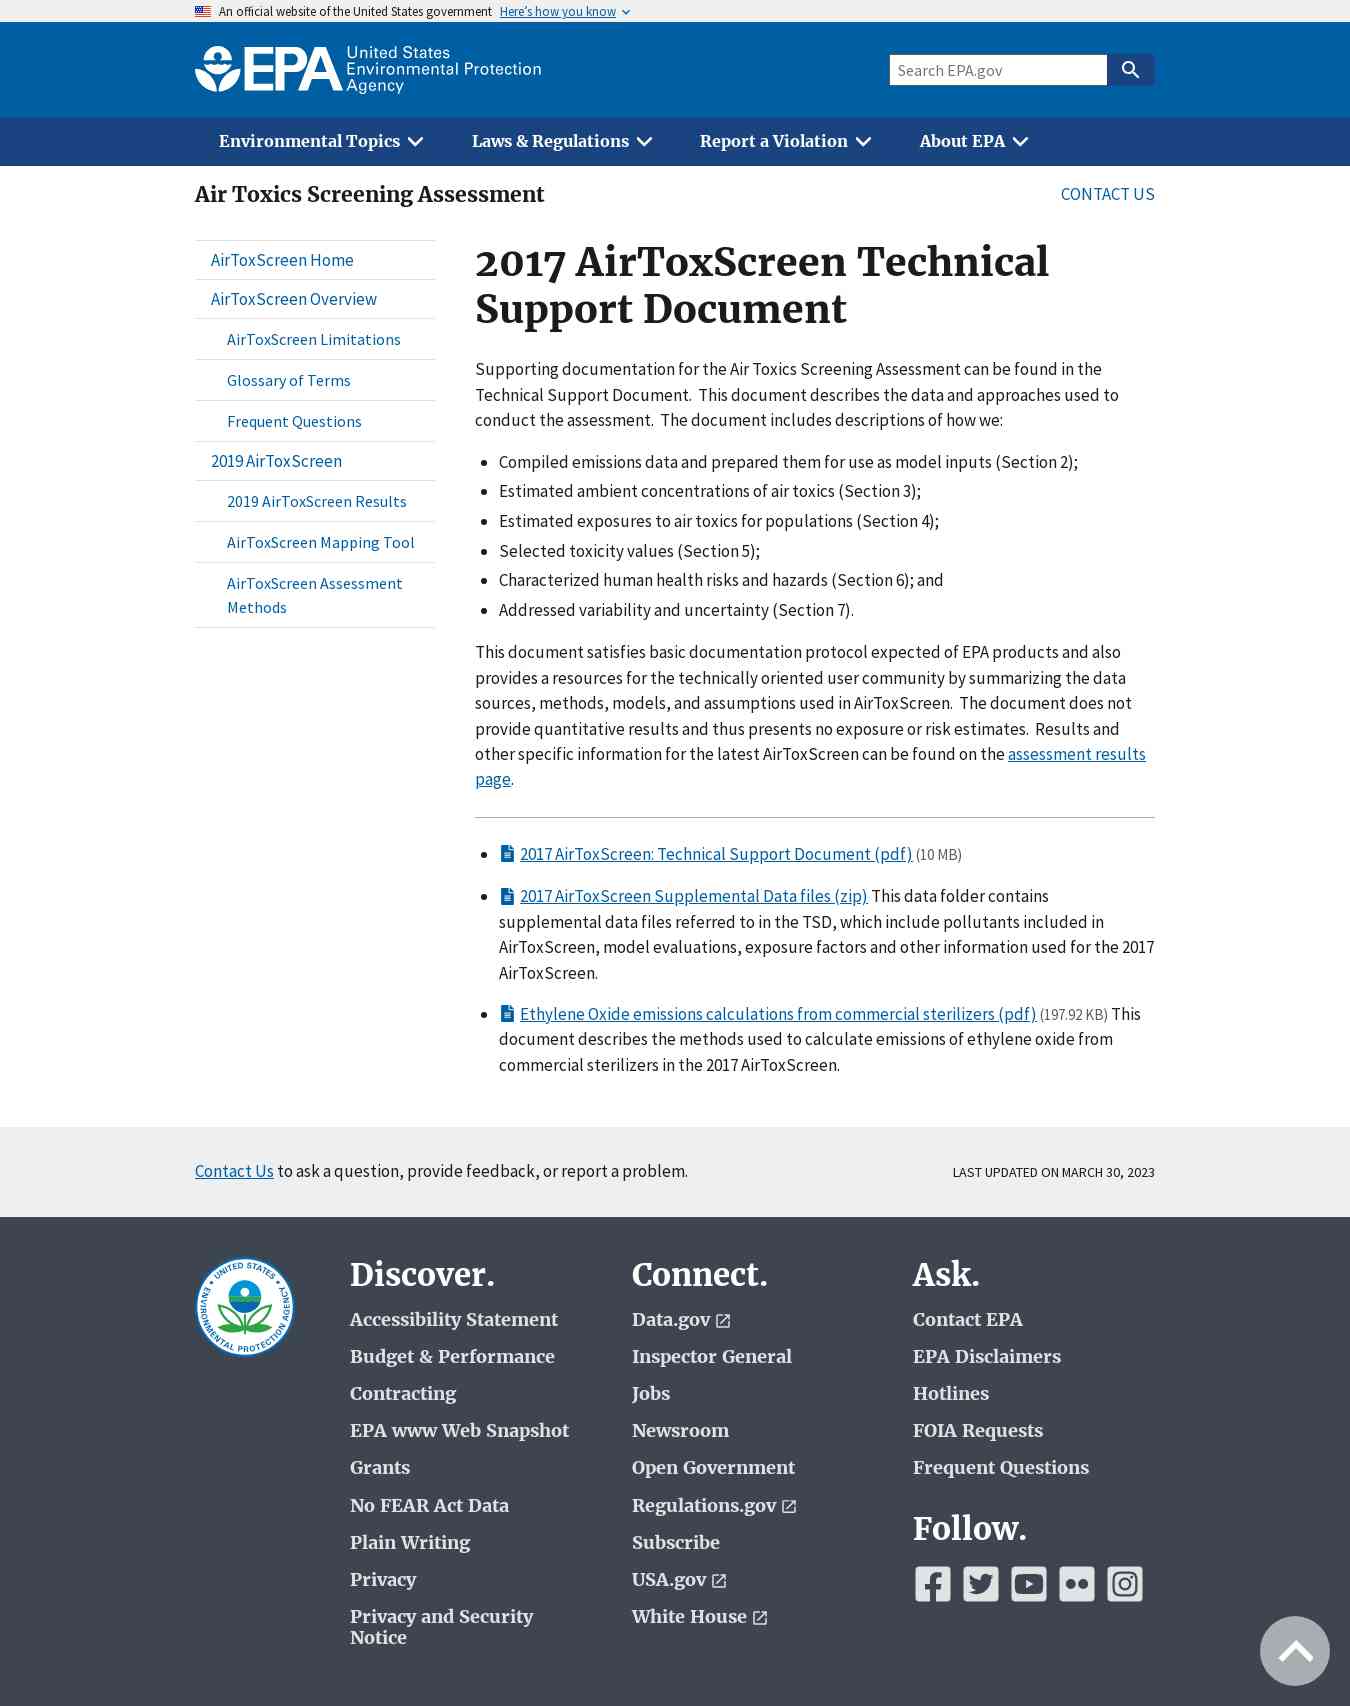 An official website of the United States government Here's how you know
EPA United States
Environmental Protection
Agency
Search EPA.gov
Environmental Topics Laws & Regulations Report a Violation About EPA
Air Toxics Screening Assessment
CONTACT US
AirToxScreen Home
AirToxScreen Overview
AirToxScreen Limitations
Glossary of Terms
Frequent Questions
2019 AirToxScreen
2019 AirToxScreen Results
AirToxScreen Mapping Tool
AirToxScreen Assessment
Methods
2017 AirToxScreen Technical
Support Document
Supporting documentation for the Air Toxics Screening Assessment can be found in the
Technical Support Document.  This document describes the data and approaches used to
conduct the assessment.  The document includes descriptions of how we:
Compiled emissions data and prepared them for use as model inputs (Section 2);
Estimated ambient concentrations of air toxics (Section 3);
Estimated exposures to air toxics for populations (Section 4);
Selected toxicity values (Section 5);
Characterized human health risks and hazards (Section 6); and
Addressed variability and uncertainty (Section 7).
This document satisfies basic documentation protocol expected of EPA products and also
provides a resources for the technically oriented user community by summarizing the data
sources, methods, models, and assumptions used in AirToxScreen.  The document does not
provide quantitative results and thus presents no exposure or risk estimates.  Results and
other specific information for the latest AirToxScreen can be found on the assessment results
page.
2017 AirToxScreen: Technical Support Document (pdf) (10 MB)
2017 AirToxScreen Supplemental Data files (zip) This data folder contains
supplemental data files referred to in the TSD, which include pollutants included in
AirToxScreen, model evaluations, exposure factors and other information used for the 2017
AirToxScreen.
Ethylene Oxide emissions calculations from commercial sterilizers (pdf) (197.92 KB) This
document describes the methods used to calculate emissions of ethylene oxide from
commercial sterilizers in the 2017 AirToxScreen.
Contact Us to ask a question, provide feedback, or report a problem.
LAST UPDATED ON MARCH 30, 2023
UNITED STATES
ENVIRONMENTAL PROTECTION AGENCY
Discover.
Accessibility Statement
Budget & Performance
Contracting
EPA www Web Snapshot
Grants
No FEAR Act Data
Plain Writing
Privacy
Privacy and Security
Notice
Connect.
Data.gov
Inspector General
Jobs
Newsroom
Open Government
Regulations.gov
Subscribe
USA.gov
White House
Ask.
Contact EPA
EPA Disclaimers
Hotlines
FOIA Requests
Frequent Questions
Follow.